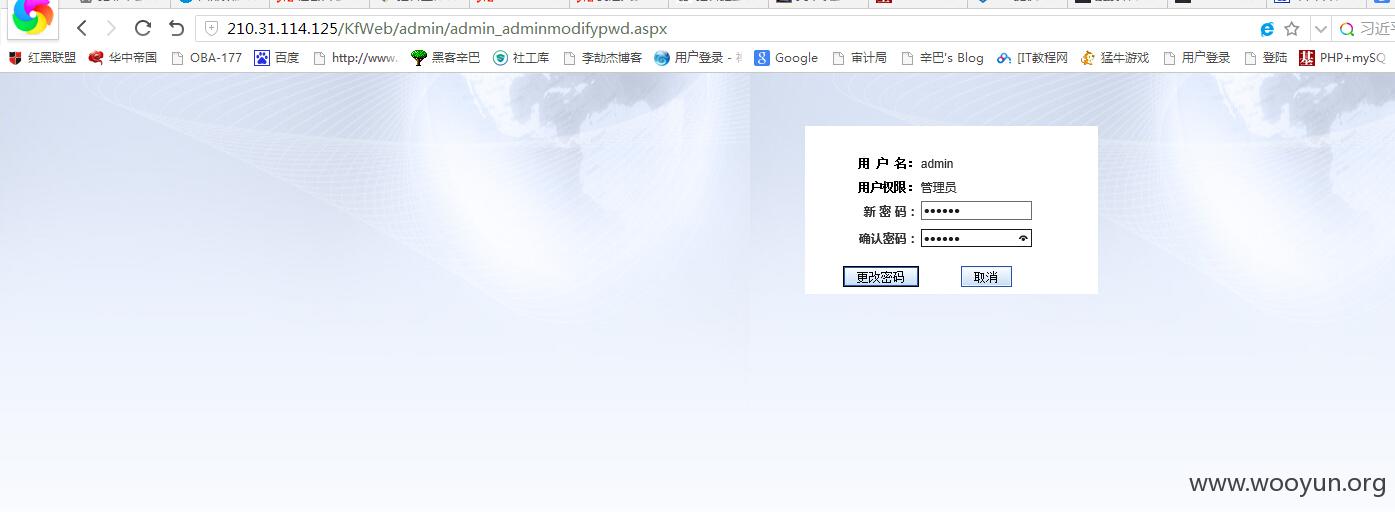 210.31.114.125/KfWeb/admin/admin_adminmodifypwd.aspx
红黑联盟 华中帝国 OBA-177 百度 http://www. 黑客辛巴 社工库 李劼杰博客 用户登录 - Google 审计局 辛巴's Blog [IT教程网 猛牛游戏 用户登录 登陆 PHP+mySQ
用 户 名： admin
用户权限： 管理员
新 密 码：••••••
确认密码：••••••
更改密码 取消
www.wooyun.org